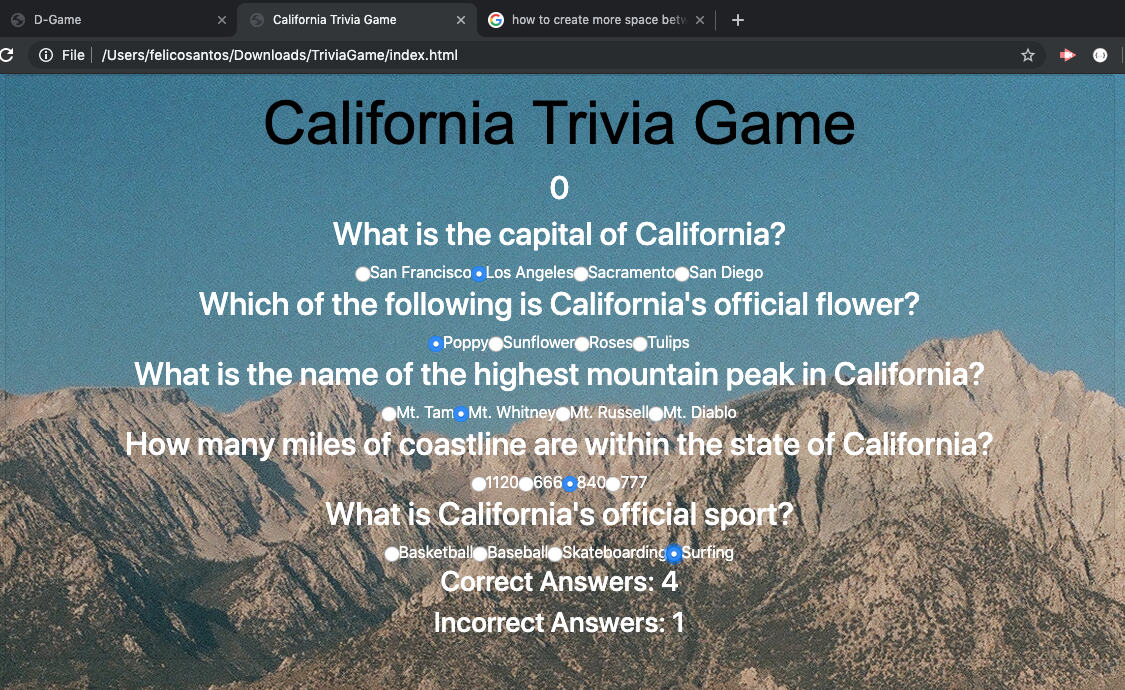 D-Game California Trivia Game how to create more space betw
File /Users/felicosantos/Downloads/TriviaGame/index.html
California Trivia Game
0
What is the capital of California?
San Francisco Los Angeles Sacramento San Diego
Which of the following is California's official flower?
Poppy Sunflower Roses Tulips
What is the name of the highest mountain peak in California?
Mt. Tam Mt. Whitney Mt. Russell Mt. Diablo
How many miles of coastline are within the state of California?
1120 666 840 777
What is California's official sport?
Basketball Baseball Skateboarding Surfing
Correct Answers: 4
Incorrect Answers: 1